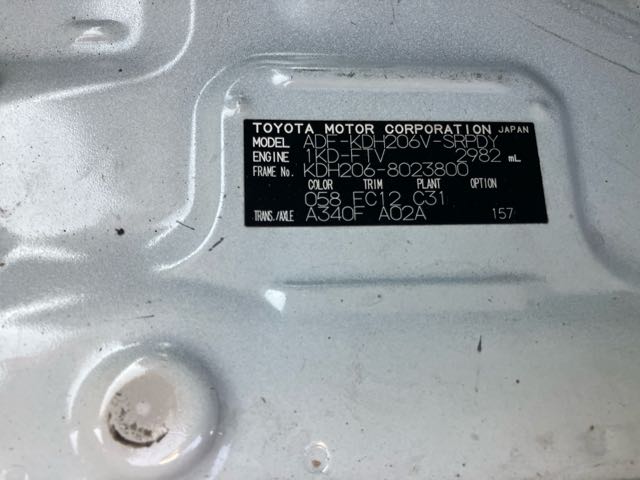 TOYOTA MOTOR CORPORATION JAPAN
MODEL ADF-KDH206V-SRPDY
ENGINE 1KD-FTV 2982 mL
FRAME No. KDH206-8023800
COLOR TRIM PLANT OPTION
058 FC12 C31
TRANS./AXLE A340F A02A 157